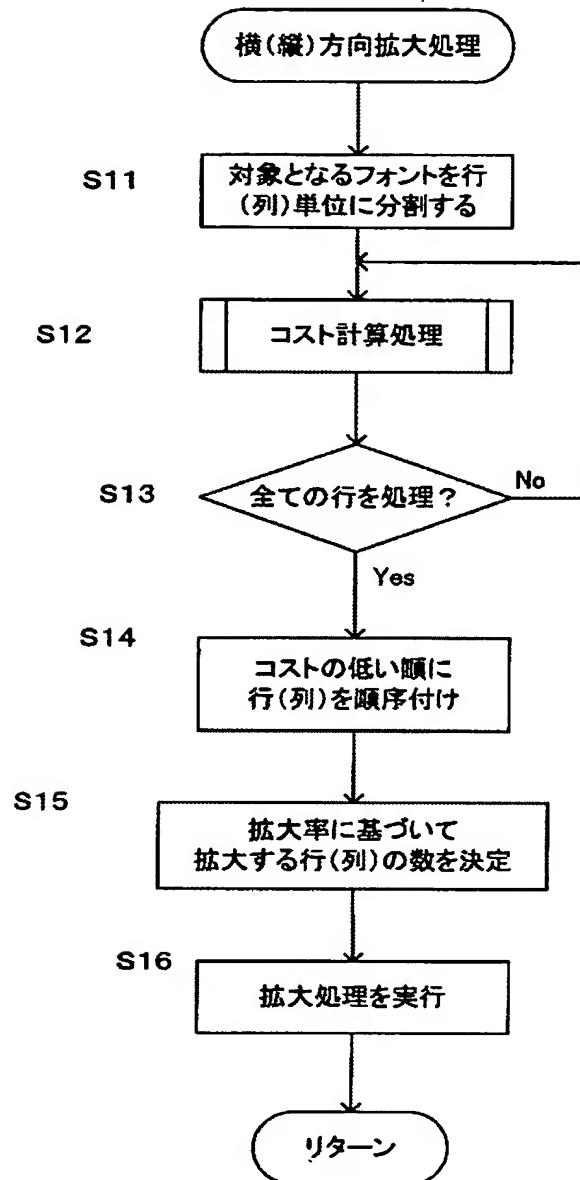 横(縦)方向拡大処理
S11
対象となるフォントを行
(列)単位に分割する
S12
コスト計算処理
S13
全ての行を処理?
No
Yes
S14
コストの低い順に
行(列)を順序付け
S15
拡大率に基づいて
拡大する行(列)の数を決定
S16
拡大処理を実行
リターン